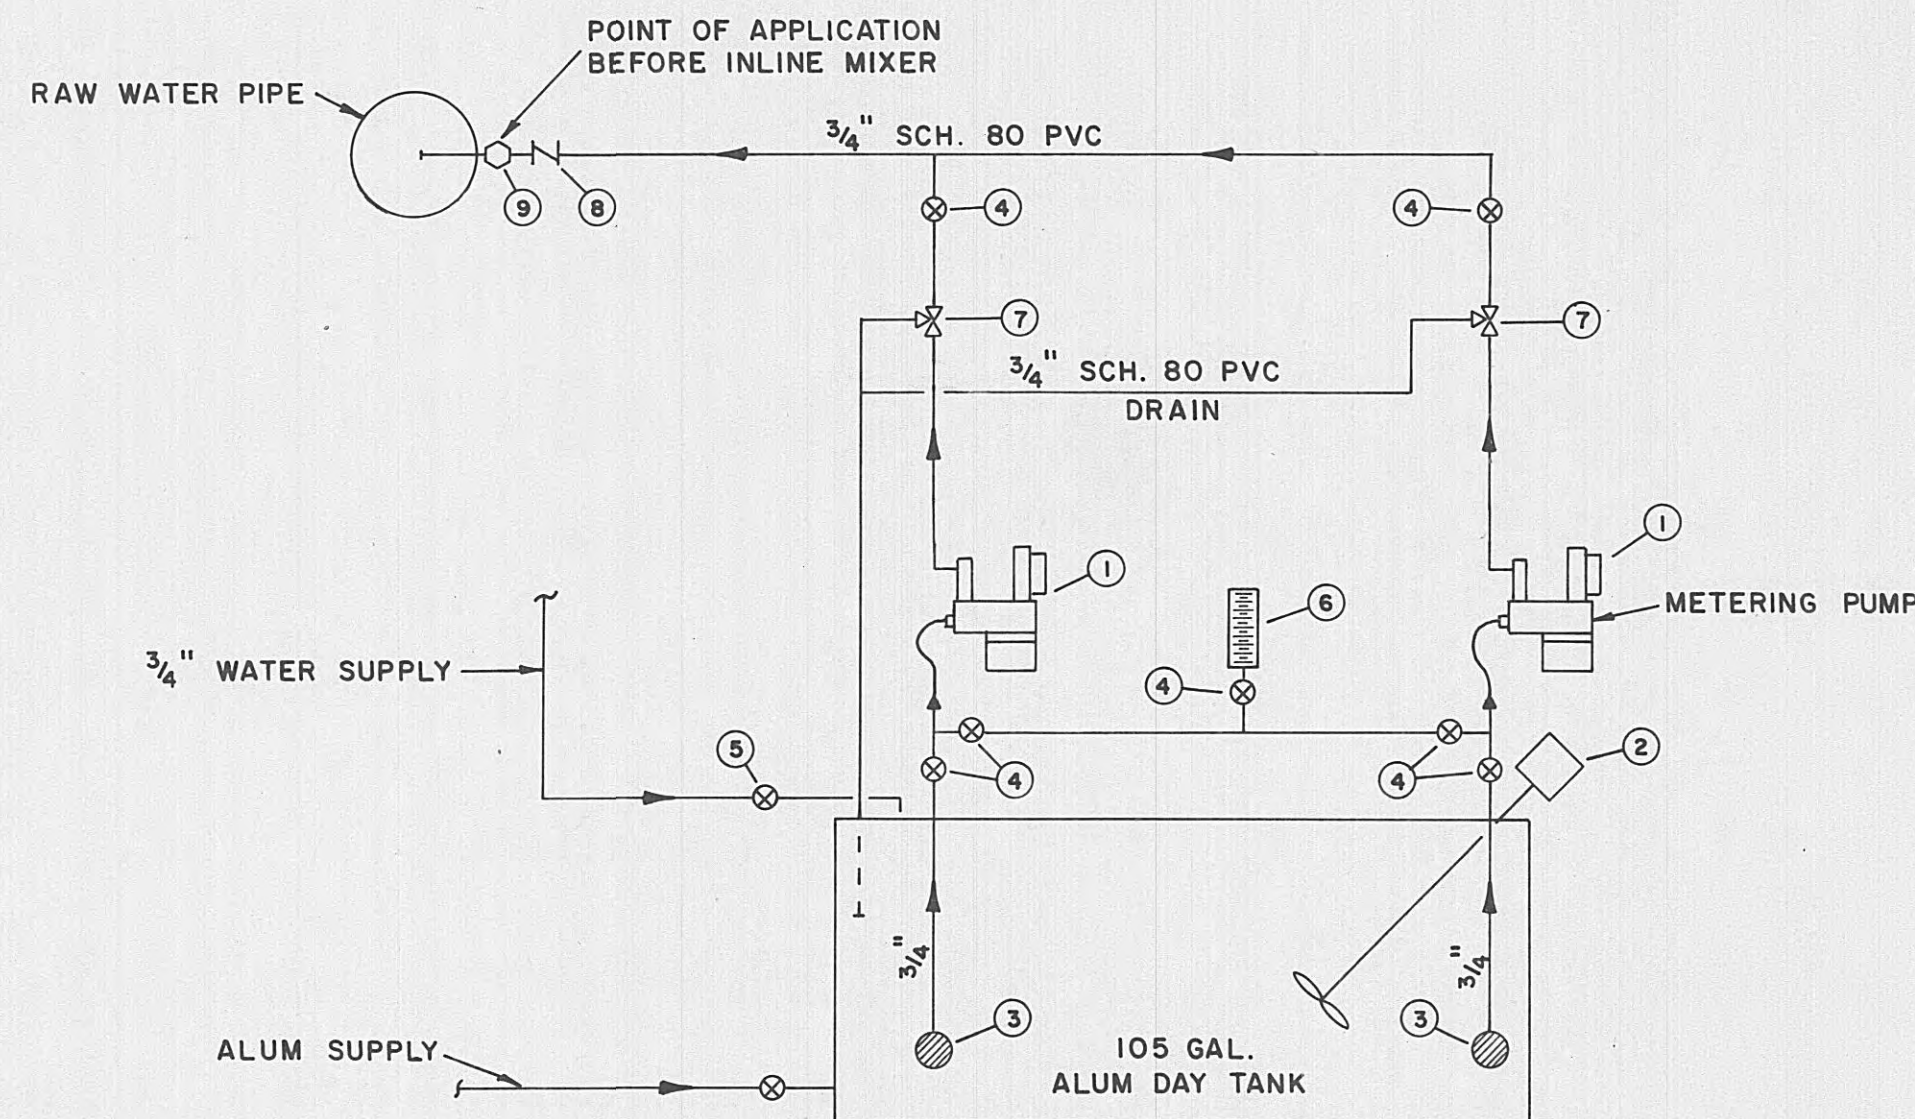 POINT OF APPLICATION
BEFORE INLINE MIXER
RAW WATER PIPE
3/4" SCH. 80 PVC
9
8
4
4
7
7
3/4" SCH. 80 PVC
DRAIN
1
1
METERING PUMP
6
3/4" WATER SUPPLY
4
5
2
4
4
3/4"
3/4"
3
3
105 GAL.
ALUM DAY TANK
ALUM SUPPLY